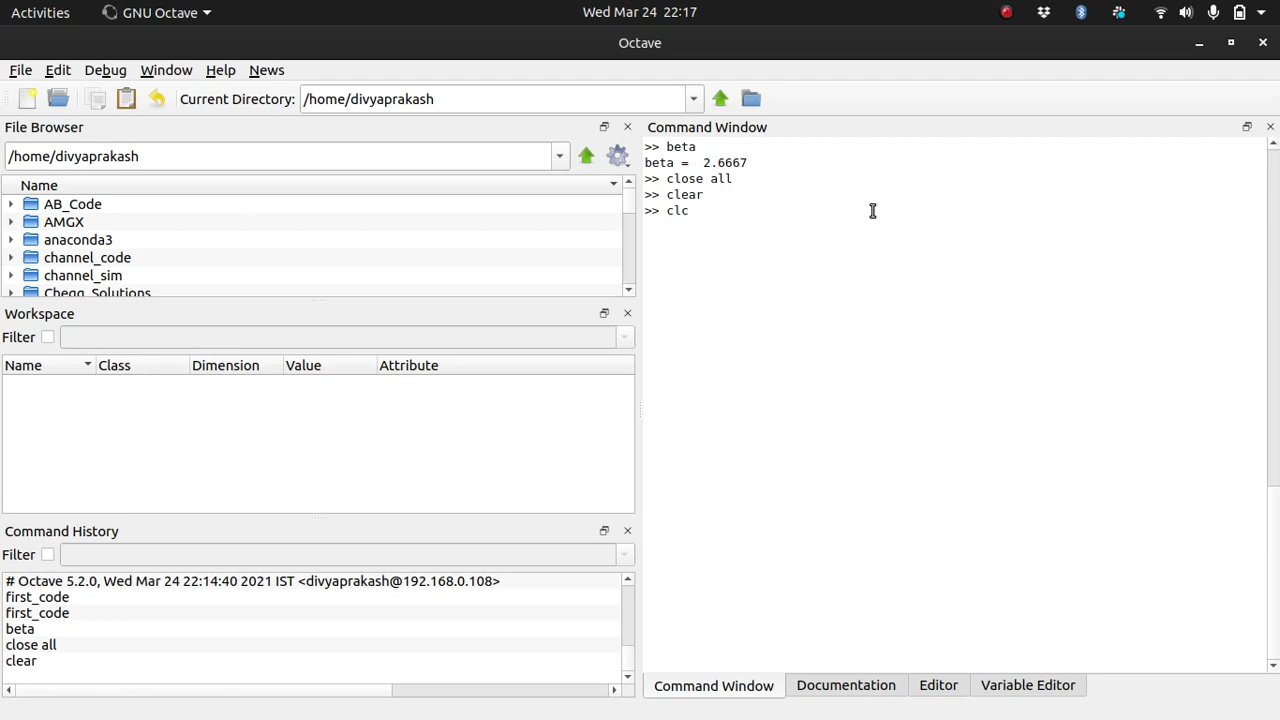 Activities GNU Octave Wed Mar 24 22:17
Octave
File Edit Debug Window Help News
Current Directory: /home/divyaprakash
File Browser
/home/divyaprakash
Name
AB_Code
AMGX
anaconda3
channel_code
channel_sim
Chegg_Solutions
Workspace
Filter
Name Class Dimension Value Attribute
Command History
Filter
# Octave 5.2.0, Wed Mar 24 22:14:40 2021 IST <divyaprakash@192.168.0.108>
first_code
first_code
beta
close all
clear
Command Window
>> beta
beta = 2.6667
>> close all
>> clear
>> clc
Command Window Documentation Editor Variable Editor